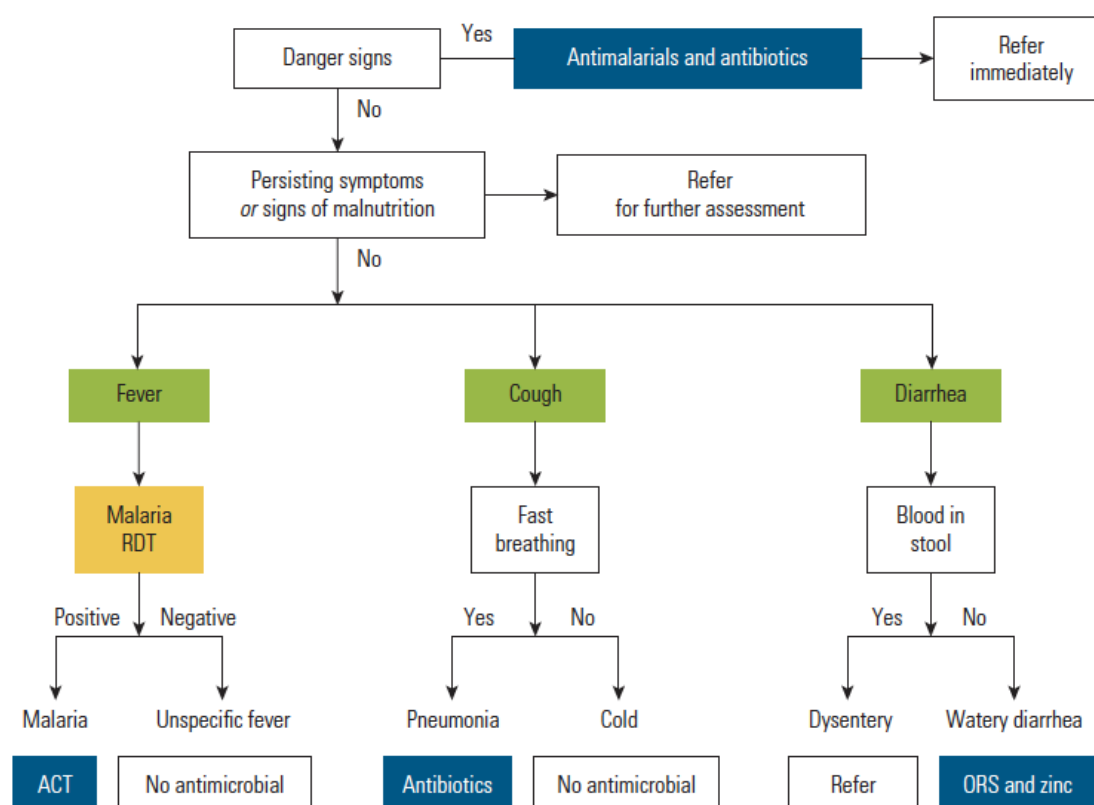 Danger signs
Yes
Antimalarials and antibiotics
Refer
immediately
No
Persisting symptoms
or signs of malnutrition
Refer
for further assessment
No
Fever
Cough
Diarrhea
Malaria
RDT
Fast
breathing
Blood in
stool
Positive
Negative
Yes
No
Yes
No
Malaria
Unspecific fever
Pneumonia
Cold
Dysentery
Watery diarrhea
ACT
No antimicrobial
Antibiotics
No antimicrobial
Refer
ORS and zinc